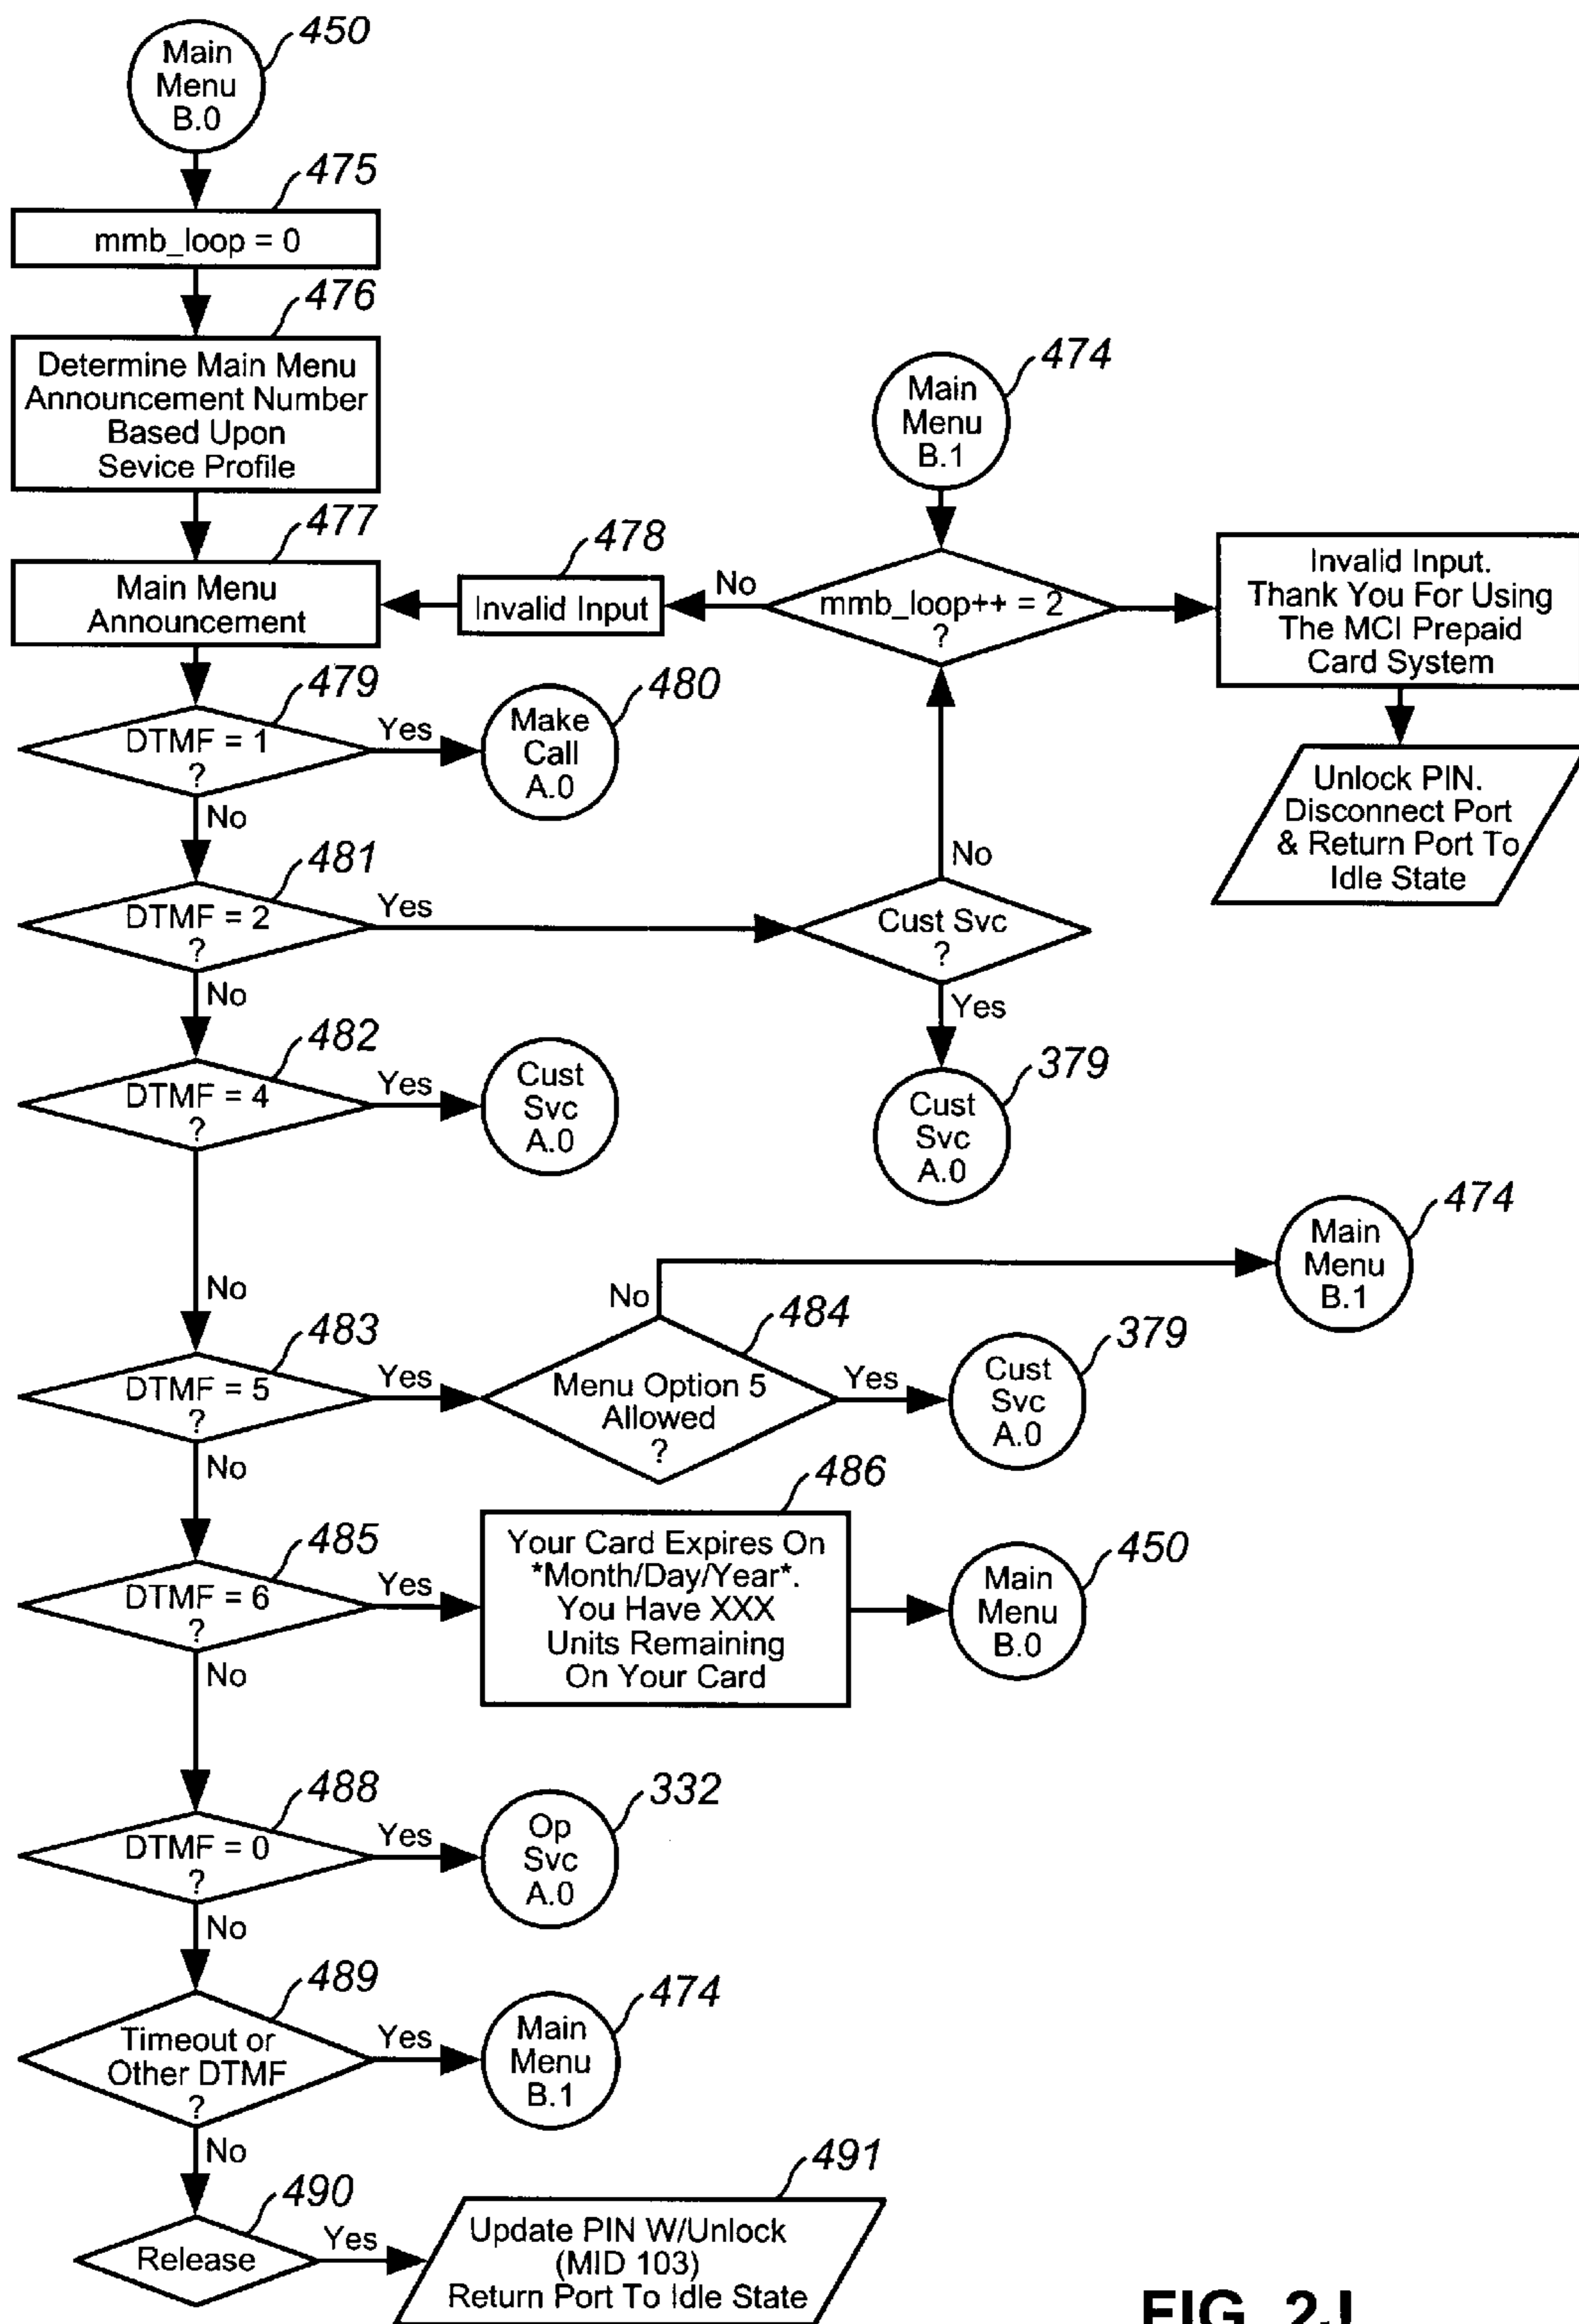 450
Main
Menu
B.0
475
mmb_loop = 0
476
Determine Main Menu
Announcement Number
Based Upon
Sevice Profile
474
Main
Menu
B.1
477
Main Menu
Announcement
478
Invalid Input
No
mmb_loop++ = 2
?
Invalid Input.
Thank You For Using
The MCI Prepaid
Card System
Unlock PIN.
Disconnect Port
& Return Port To
Idle State
479
DTMF = 1
?
Yes
480
Make
Call
A.0
No
481
DTMF = 2
?
Yes
No
Cust Svc
?
Yes
379
Cust
Svc
A.0
No
482
DTMF = 4
?
Yes
Cust
Svc
A.0
No
474
Main
Menu
B.1
483
DTMF = 5
?
Yes
No
484
Menu Option 5
Allowed
?
Yes
379
Cust
Svc
A.0
No
485
DTMF = 6
?
Yes
486
Your Card Expires On
*Month/Day/Year*.
You Have XXX
Units Remaining
On Your Card
450
Main
Menu
B.0
No
488
DTMF = 0
?
Yes
332
Op
Svc
A.0
No
489
Timeout or
Other DTMF
?
Yes
474
Main
Menu
B.1
No
490
Release
Yes
491
Update PIN W/Unlock
(MID 103)
Return Port To Idle State
FIG. 2J